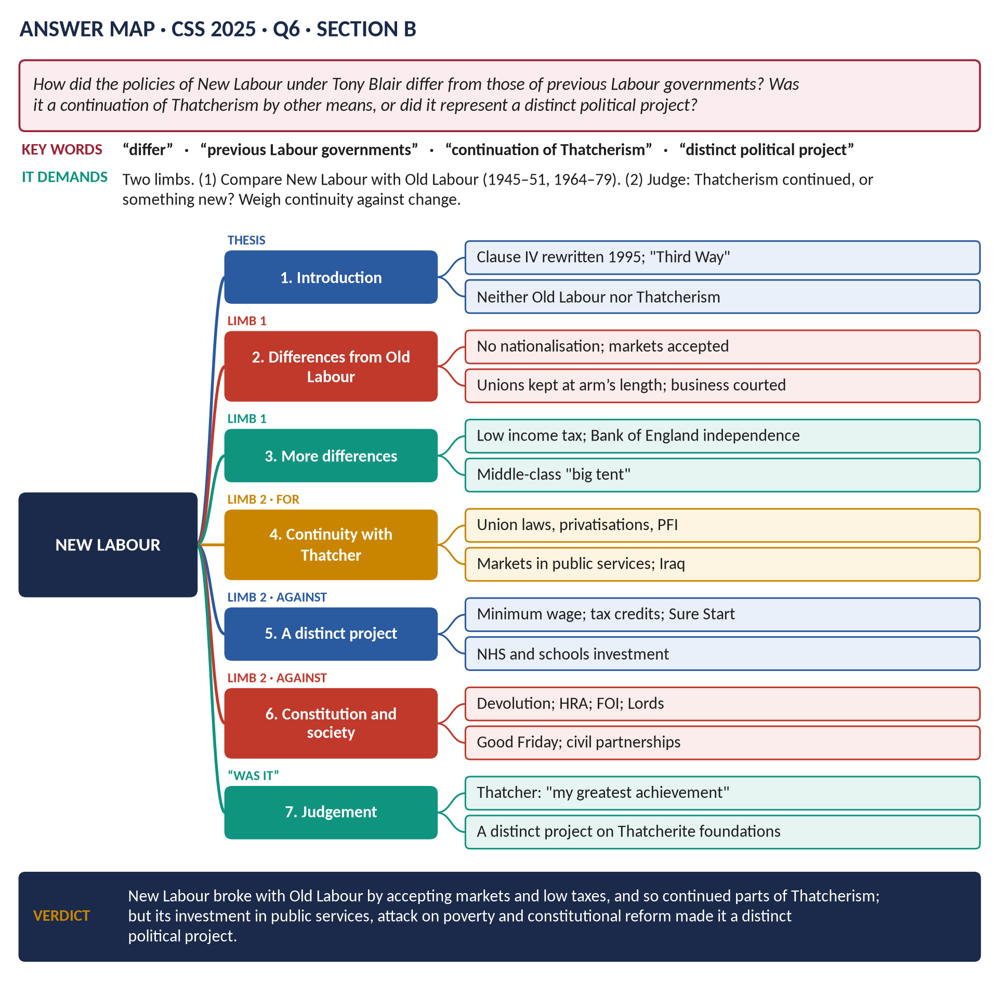 ANSWER MAP · CSS 2025 · Q6 · SECTION B
How did the policies of New Labour under Tony Blair differ from those of previous Labour governments? Was
it a continuation of Thatcherism by other means, or did it represent a distinct political project?
KEY WORDS “differ” · “previous Labour governments” · “continuation of Thatcherism” · “distinct political project”
IT DEMANDS Two limbs. (1) Compare New Labour with Old Labour (1945–51, 1964–79). (2) Judge: Thatcherism continued, or
something new? Weigh continuity against change.
NEW LABOUR
THESIS
1. Introduction
Clause IV rewritten 1995; "Third Way"
Neither Old Labour nor Thatcherism
LIMB 1
2. Differences from Old
Labour
No nationalisation; markets accepted
Unions kept at arm’s length; business courted
LIMB 1
3. More differences
Low income tax; Bank of England independence
Middle-class "big tent"
LIMB 2 · FOR
4. Continuity with
Thatcher
Union laws, privatisations, PFI
Markets in public services; Iraq
LIMB 2 · AGAINST
5. A distinct project
Minimum wage; tax credits; Sure Start
NHS and schools investment
LIMB 2 · AGAINST
6. Constitution and
society
Devolution; HRA; FOI; Lords
Good Friday; civil partnerships
“WAS IT”
7. Judgement
Thatcher: "my greatest achievement"
A distinct project on Thatcherite foundations
VERDICT
New Labour broke with Old Labour by accepting markets and low taxes, and so continued parts of Thatcherism;
but its investment in public services, attack on poverty and constitutional reform made it a distinct
political project.